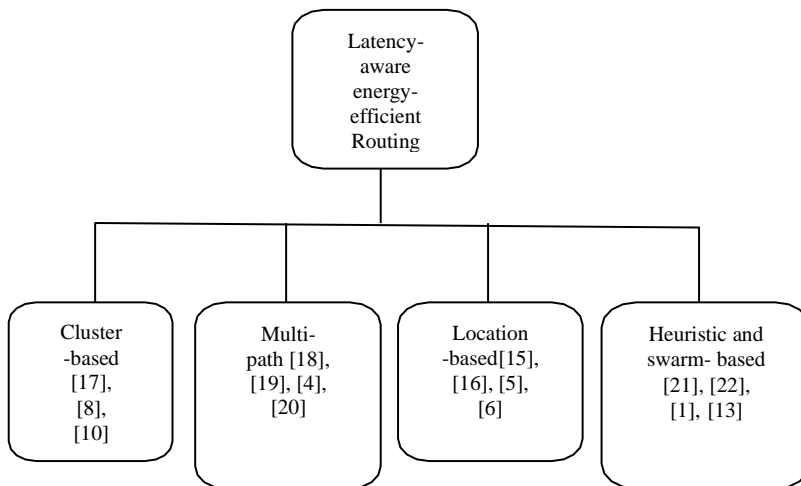 Latency-
aware
energy-
efficient
Routing
Cluster
-based
[17],
[8],
[10]
Multi-
path [18],
[19], [4],
[20]
Location
-based[15],
[16], [5],
[6]
Heuristic and
swarm- based
[21], [22],
[1], [13]